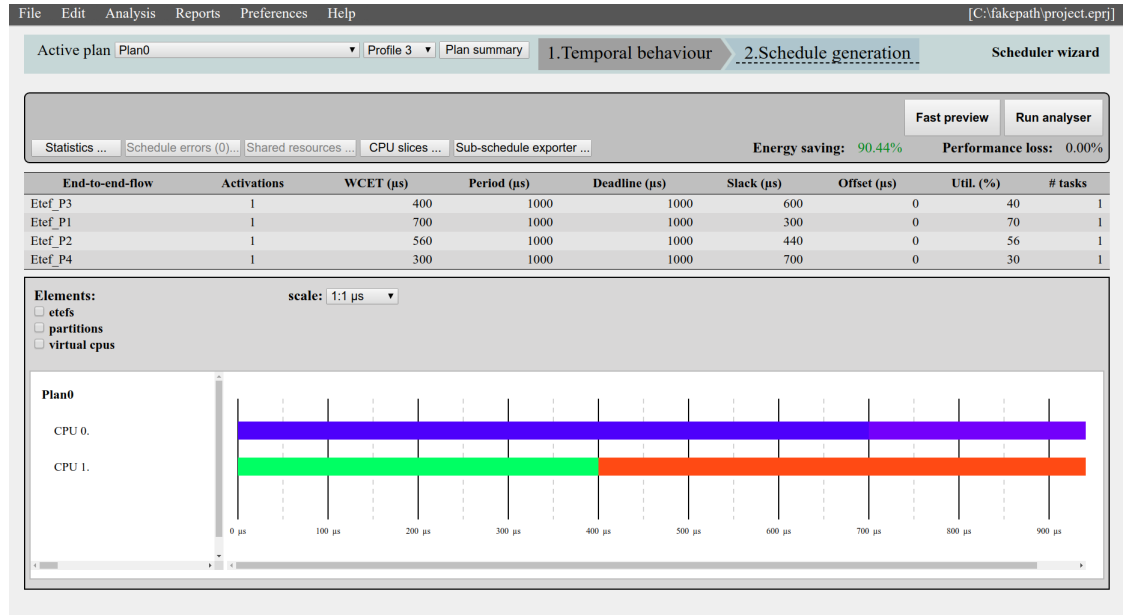 File Edit Analysis Reports Preferences Help [C:\fakepath\project.eprj]
Active plan Plan0 Profile 3 Plan summary 1.Temporal behaviour 2.Schedule generation Scheduler wizard
Fast preview Run analyser
Statistics ... Schedule errors (0)... Shared resources ... CPU slices ... Sub-schedule exporter ... Energy saving: 90.44% Performance loss: 0.00%
End-to-end-flow Activations WCET (µs) Period (µs) Deadline (µs) Slack (µs) Offset (µs) Util. (%) # tasks
Etef_P3 1 400 1000 1000 600 0 40 1
Etef_P1 1 700 1000 1000 300 0 70 1
Etef_P2 1 560 1000 1000 440 0 56 1
Etef_P4 1 300 1000 1000 700 0 30 1
Elements: scale: 1:1 µs
etefs
partitions
virtual cpus
Plan0
CPU 0.
CPU 1.
0 µs 100 µs 200 µs 300 µs 400 µs 500 µs 600 µs 700 µs 800 µs 900 µs